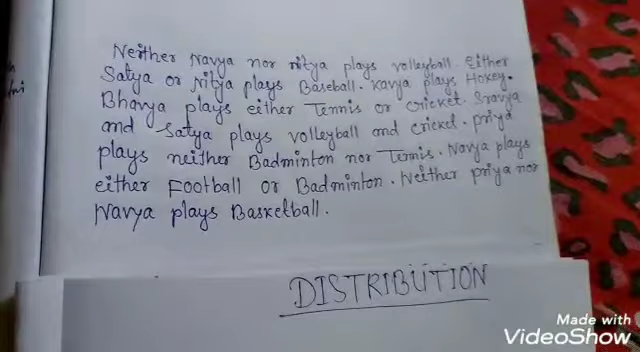 Neither Navya nor Nitya plays volleyball. Either
Satya or Nitya plays Baseball. Kavya plays Hokey.
Bhavya plays either Tennis or cricket. Sravya
and Satya plays volleyball and cricket. Priya
plays neither Badminton nor Tennis. Navya plays
either Football or Badminton. Neither priya nor
Navya plays Basketball.
DISTRIBUTION
Made with
VideoShow